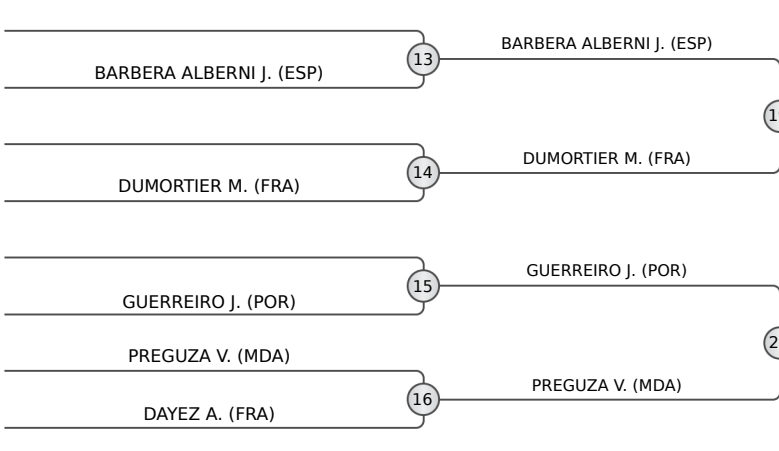 BARBERA ALBERNI J. (ESP)
13
BARBERA ALBERNI J. (ESP)
DUMORTIER M. (FRA)
14
DUMORTIER M. (FRA)
GUERREIRO J. (POR)
15
GUERREIRO J. (POR)
PREGUZA V. (MDA)
DAYEZ A. (FRA)
16
PREGUZA V. (MDA)